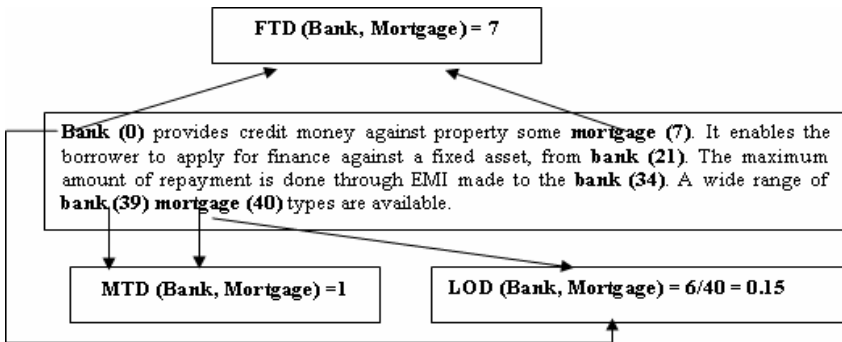 FTD (Bank, Mortgage) = 7
Bank (0) provides credit money against property some mortgage (7). It enables the
borrower to apply for finance against a fixed asset, from bank (21). The maximum
amount of repayment is done through EMI made to the bank (34). A wide range of
bank (39) mortgage (40) types are available.
MTD (Bank, Mortgage) =1
LOD (Bank, Mortgage) = 6/40 = 0.15